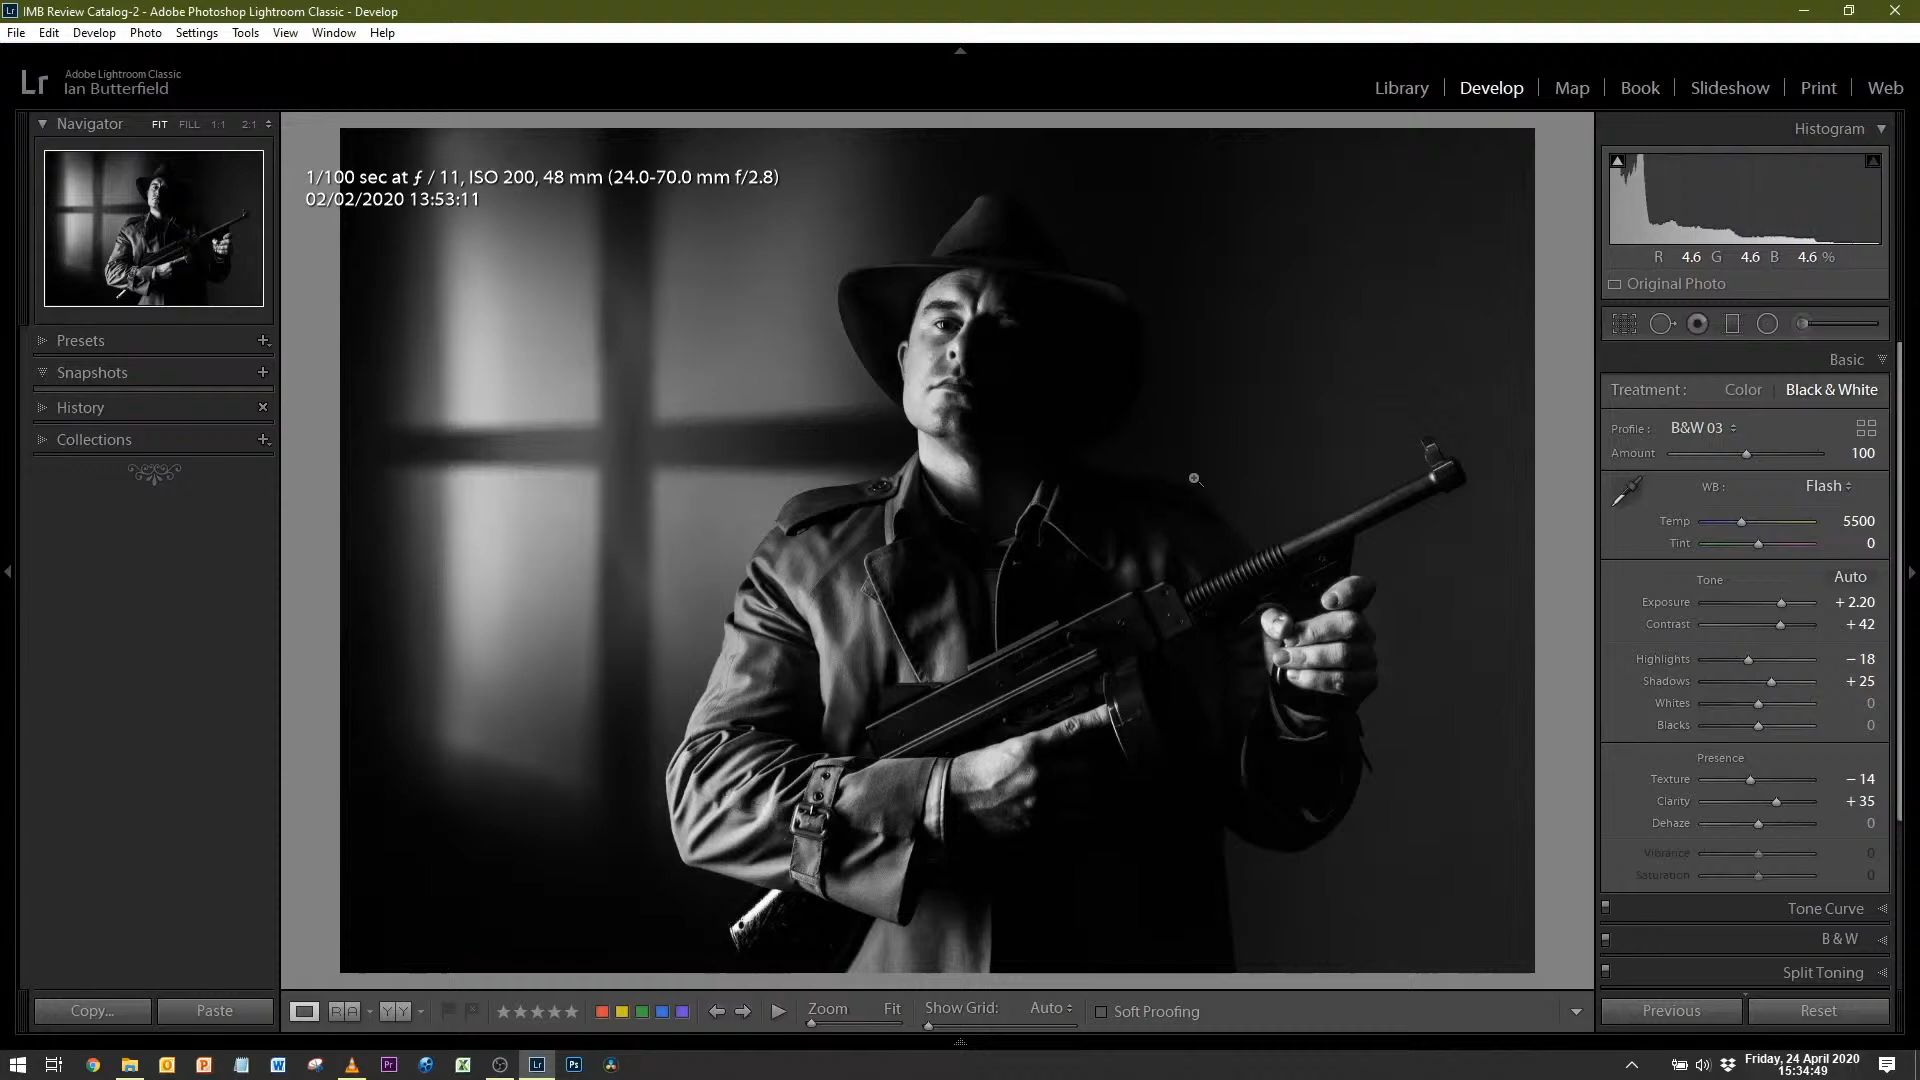 IMB Review Catalog-2 - Adobe Photoshop Lightroom Classic - Develop
File Edit Develop Photo Settings Tools View Window Help
Lr Adobe Lightroom Classic
Ian Butterfield
Library Develop Map Book Slideshow Print Web
Navigator FIT FILL 1:1 2:1
Histogram
1/100 sec at ƒ / 11, ISO 200, 48 mm (24.0-70.0 mm f/2.8)
02/02/2020 13:53:11
R 4.6 G 4.6 B 4.6 %
Original Photo
Presets
Snapshots
History
Collections
Basic
Treatment : Color Black & White
Profile : B&W 03
Amount 100
WB : Flash
Temp 5500
Tint 0
Tone Auto
Exposure + 2.20
Contrast + 42
Highlights − 18
Shadows + 25
Whites 0
Blacks 0
Presence
Texture − 14
Clarity + 35
Dehaze 0
Vibrance 0
Saturation 0
Tone Curve
B & W
Split Toning
Copy... Paste
R A Y Y Zoom Fit Show Grid: Auto Soft Proofing
Previous Reset
Friday, 24 April 2020
15:34:49